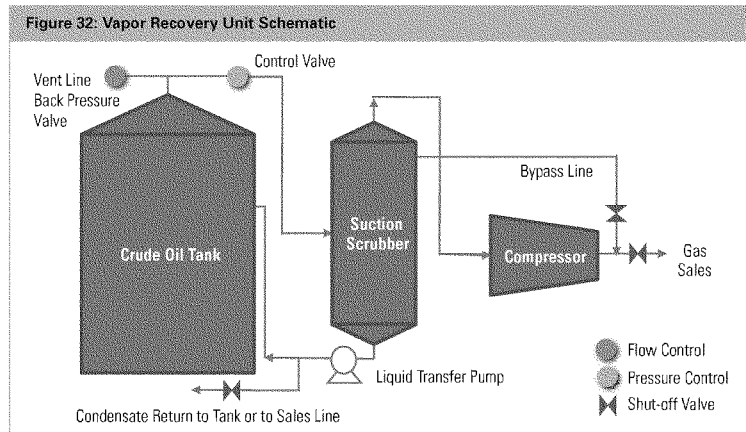 Figure 32: Vapor Recovery Unit Schematic
Control Valve
Vent Line
Back Pressure
Valve
Bypass Line
Suction
Scrubber
Crude Oil Tank
Compressor
Gas
Sales
Liquid Transfer Pump
Flow Control
Pressure Control
Shut-off Valve
Condensate Return to Tank or to Sales Line